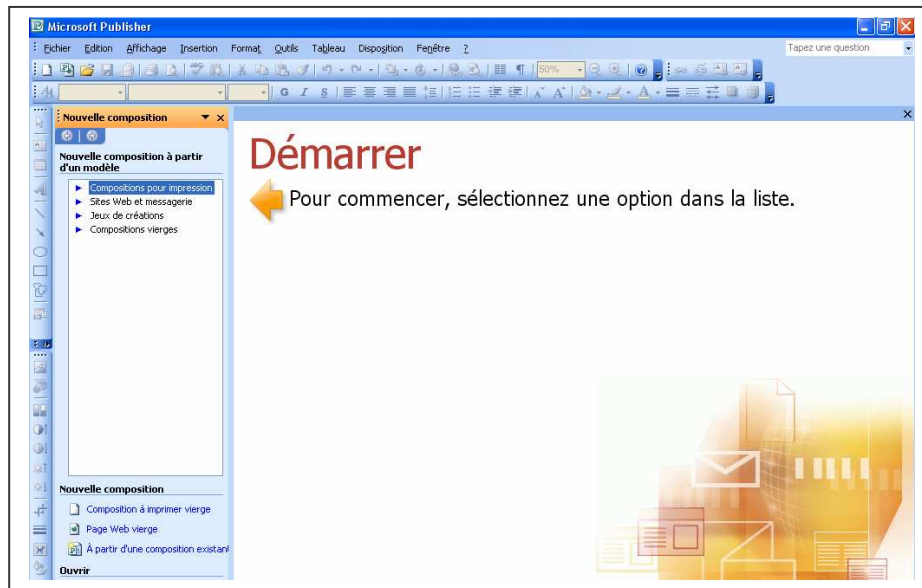 Microsoft Publisher
Fichier Edition Affichage Insertion Format Outils Tableau Disposition Fenêtre ?
Tapez une question
50%
G I S
Nouvelle composition
Nouvelle composition à partir
d'un modèle
Compositions pour impression
Sites Web et messagerie
Jeux de créations
Compositions vierges
Démarrer
Pour commencer, sélectionnez une option dans la liste.
Nouvelle composition
Composition à imprimer vierge
Page Web vierge
À partir d'une composition existant
Ouvrir